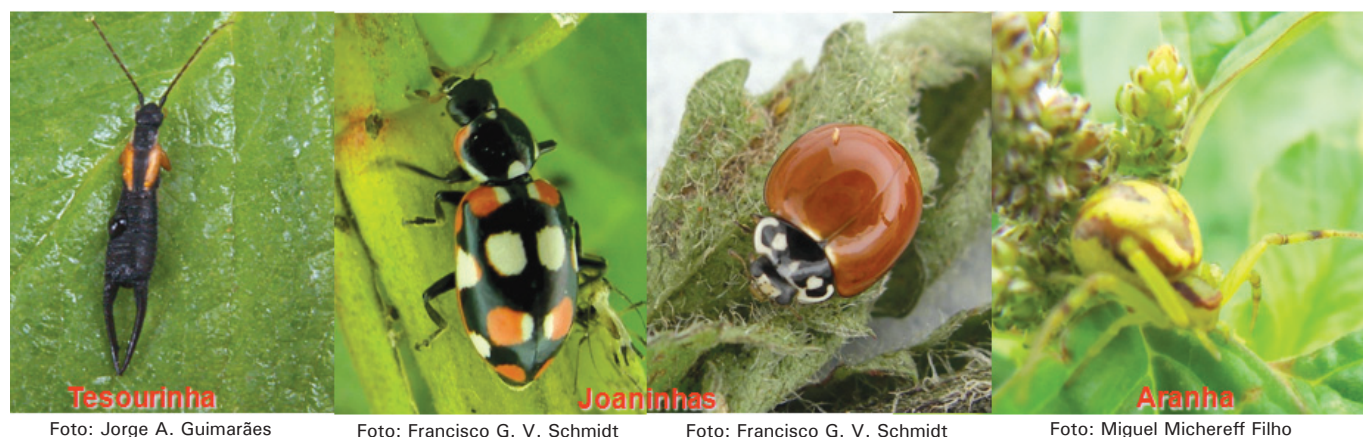 Tesourinha
Joaninhas
Aranha
Foto: Jorge A. Guimarães
Foto: Francisco G. V. Schmidt
Foto: Francisco G. V. Schmidt
Foto: Miguel Michereff Filho